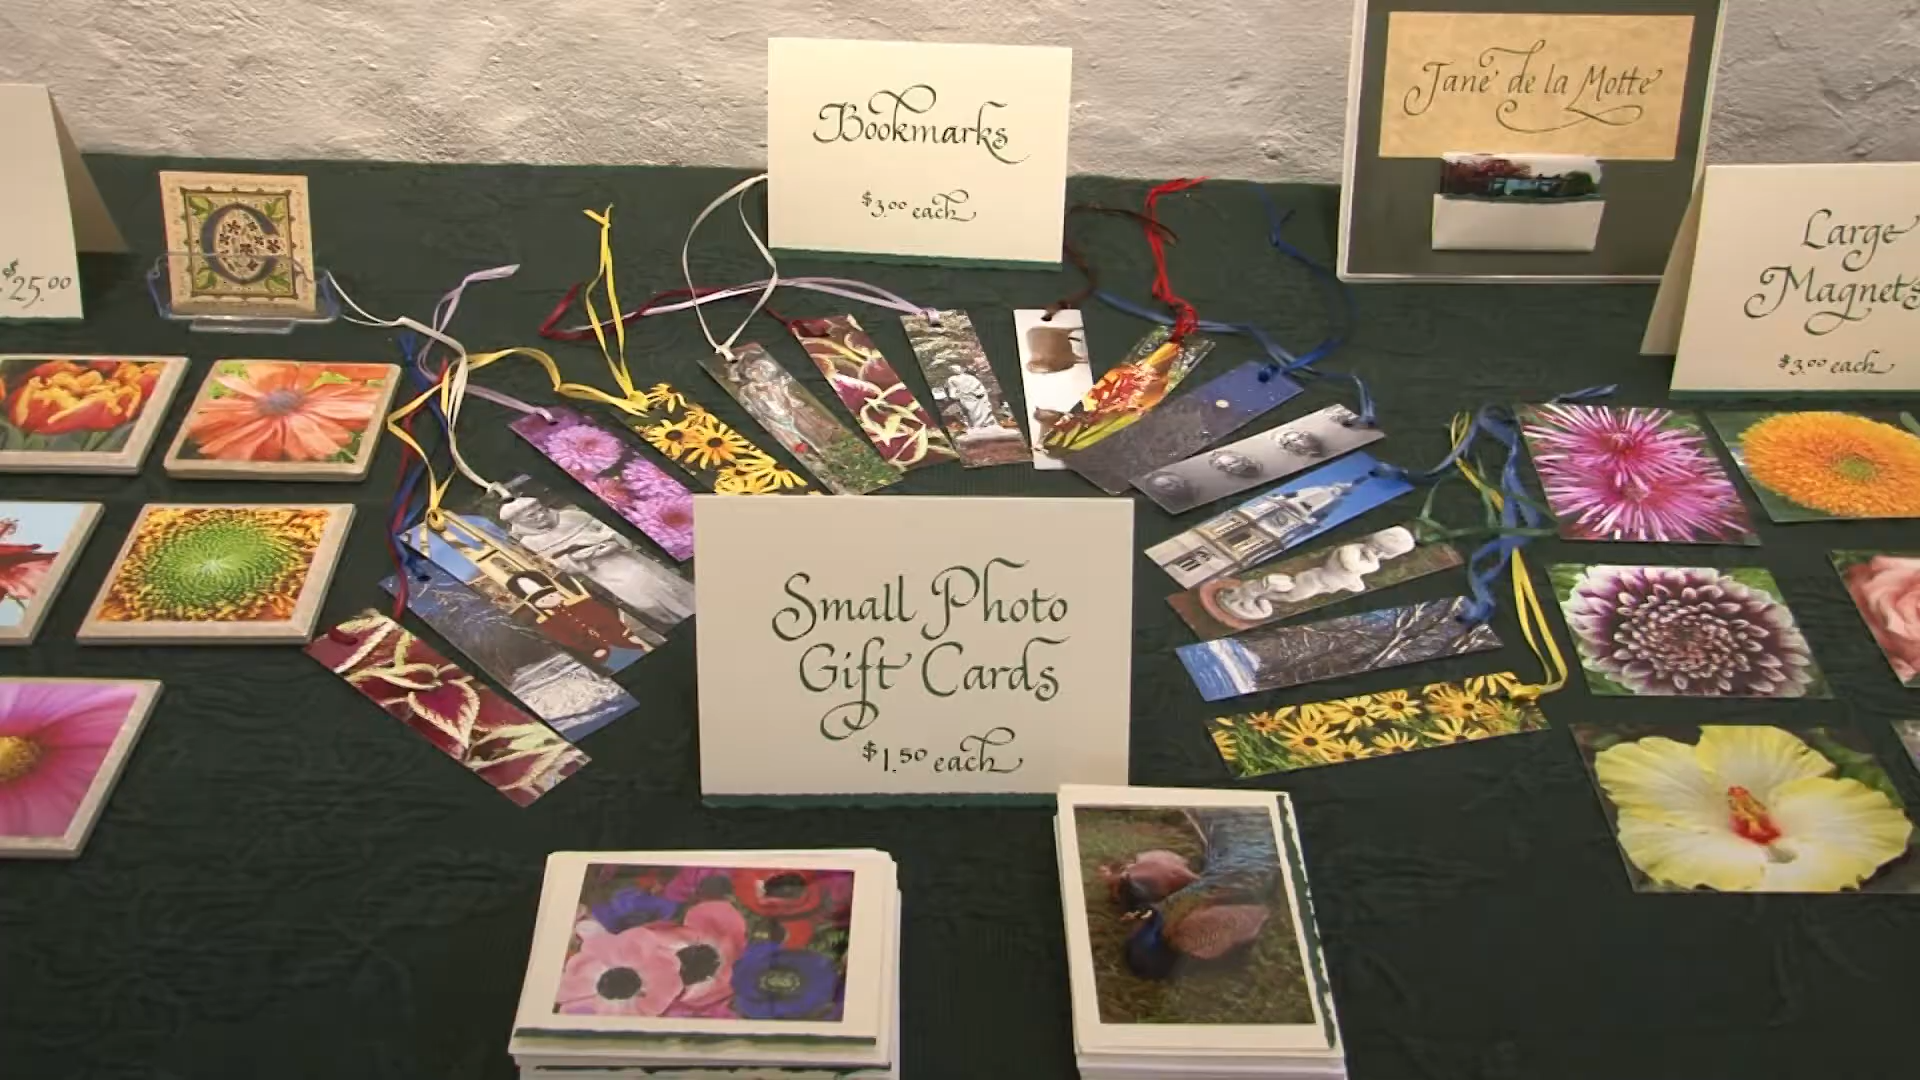 Bookmarks
$3.00 each
Jane de la Motte
$25.00
C
Large
Magnets
$3.00 each
Small Photo
Gift Cards
$1.50 each